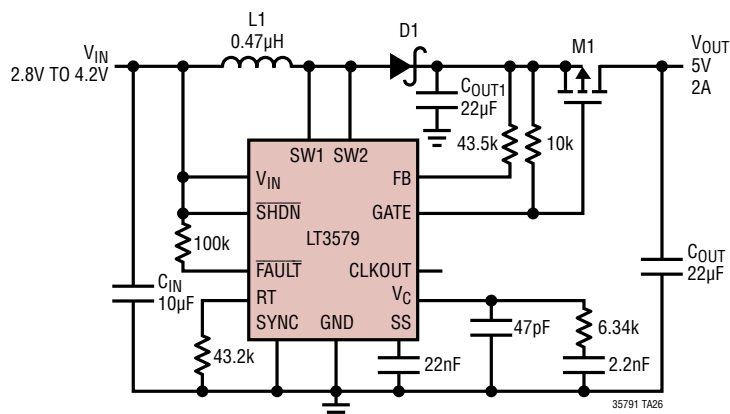 L1
0.47µH
D1
M1
VIN
2.8V TO 4.2V
VOUT
5V
2A
COUT1
22µF
43.5k
10k
SW1 SW2
VIN
FB
SHDN
GATE
LT3579
100k
FAULT
CLKOUT
CIN
10µF
RT
VC
COUT
22µF
SYNC GND SS
43.2k
22nF
47pF
6.34k
2.2nF
35791 TA26